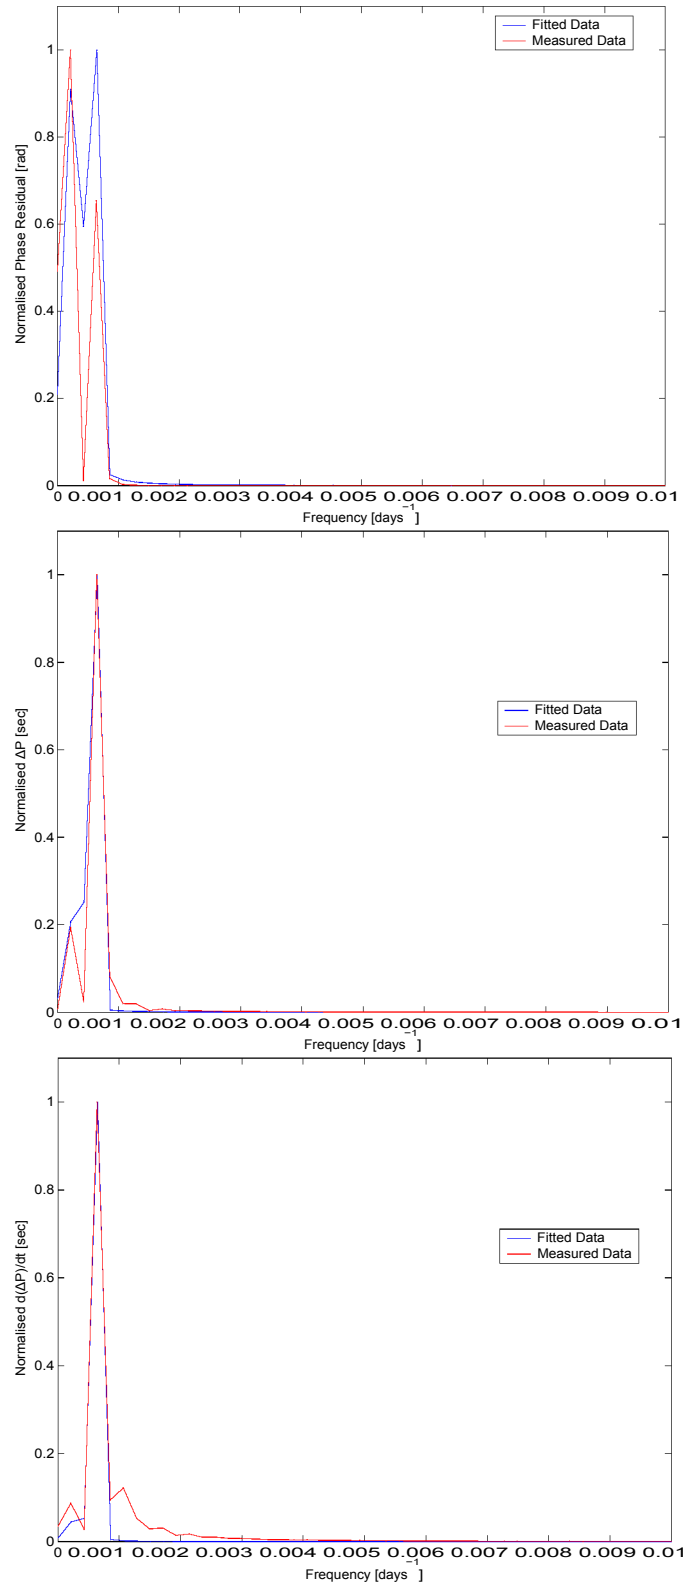 Fitted Data
Measured Data
1
0.8
0.6
0.4
0.2
0
Normalised Phase Residual [rad]
0 0.001 0.002 0.003 0.004 0.005 0.006 0.007 0.008 0.009 0.01
Frequency [days⁻¹]
1
0.8
0.6
0.4
0.2
0
Normalised ΔP [sec]
Fitted Data
Measured Data
0 0.001 0.002 0.003 0.004 0.005 0.006 0.007 0.008 0.009 0.01
Frequency [days⁻¹]
1
0.8
0.6
0.4
0.2
0
Normalised d(ΔP)/dt [sec]
Fitted Data
Measured Data
0 0.001 0.002 0.003 0.004 0.005 0.006 0.007 0.008 0.009 0.01
Frequency [days⁻¹]